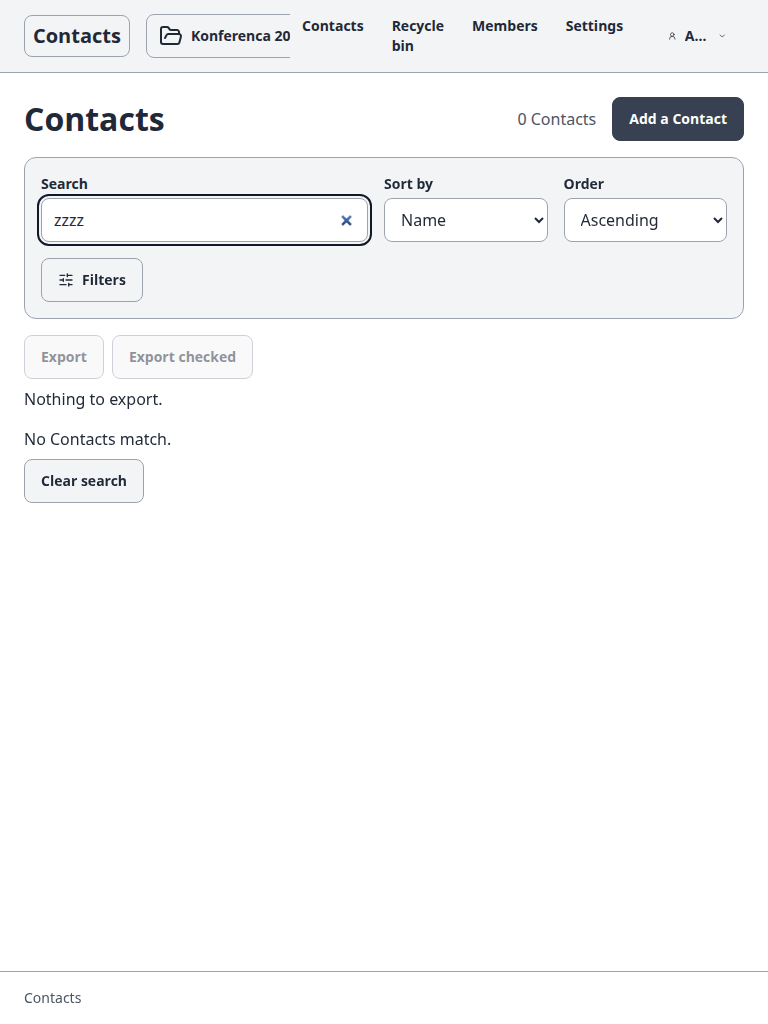 Contacts
Konferenca 20
Contacts
Recycle bin
Members
Settings
A...
Contacts
0 Contacts
Add a Contact
Search
Sort by
Order
zzzz
Name
Ascending
Filters
Export
Export checked
Nothing to export.
No Contacts match.
Clear search
Contacts